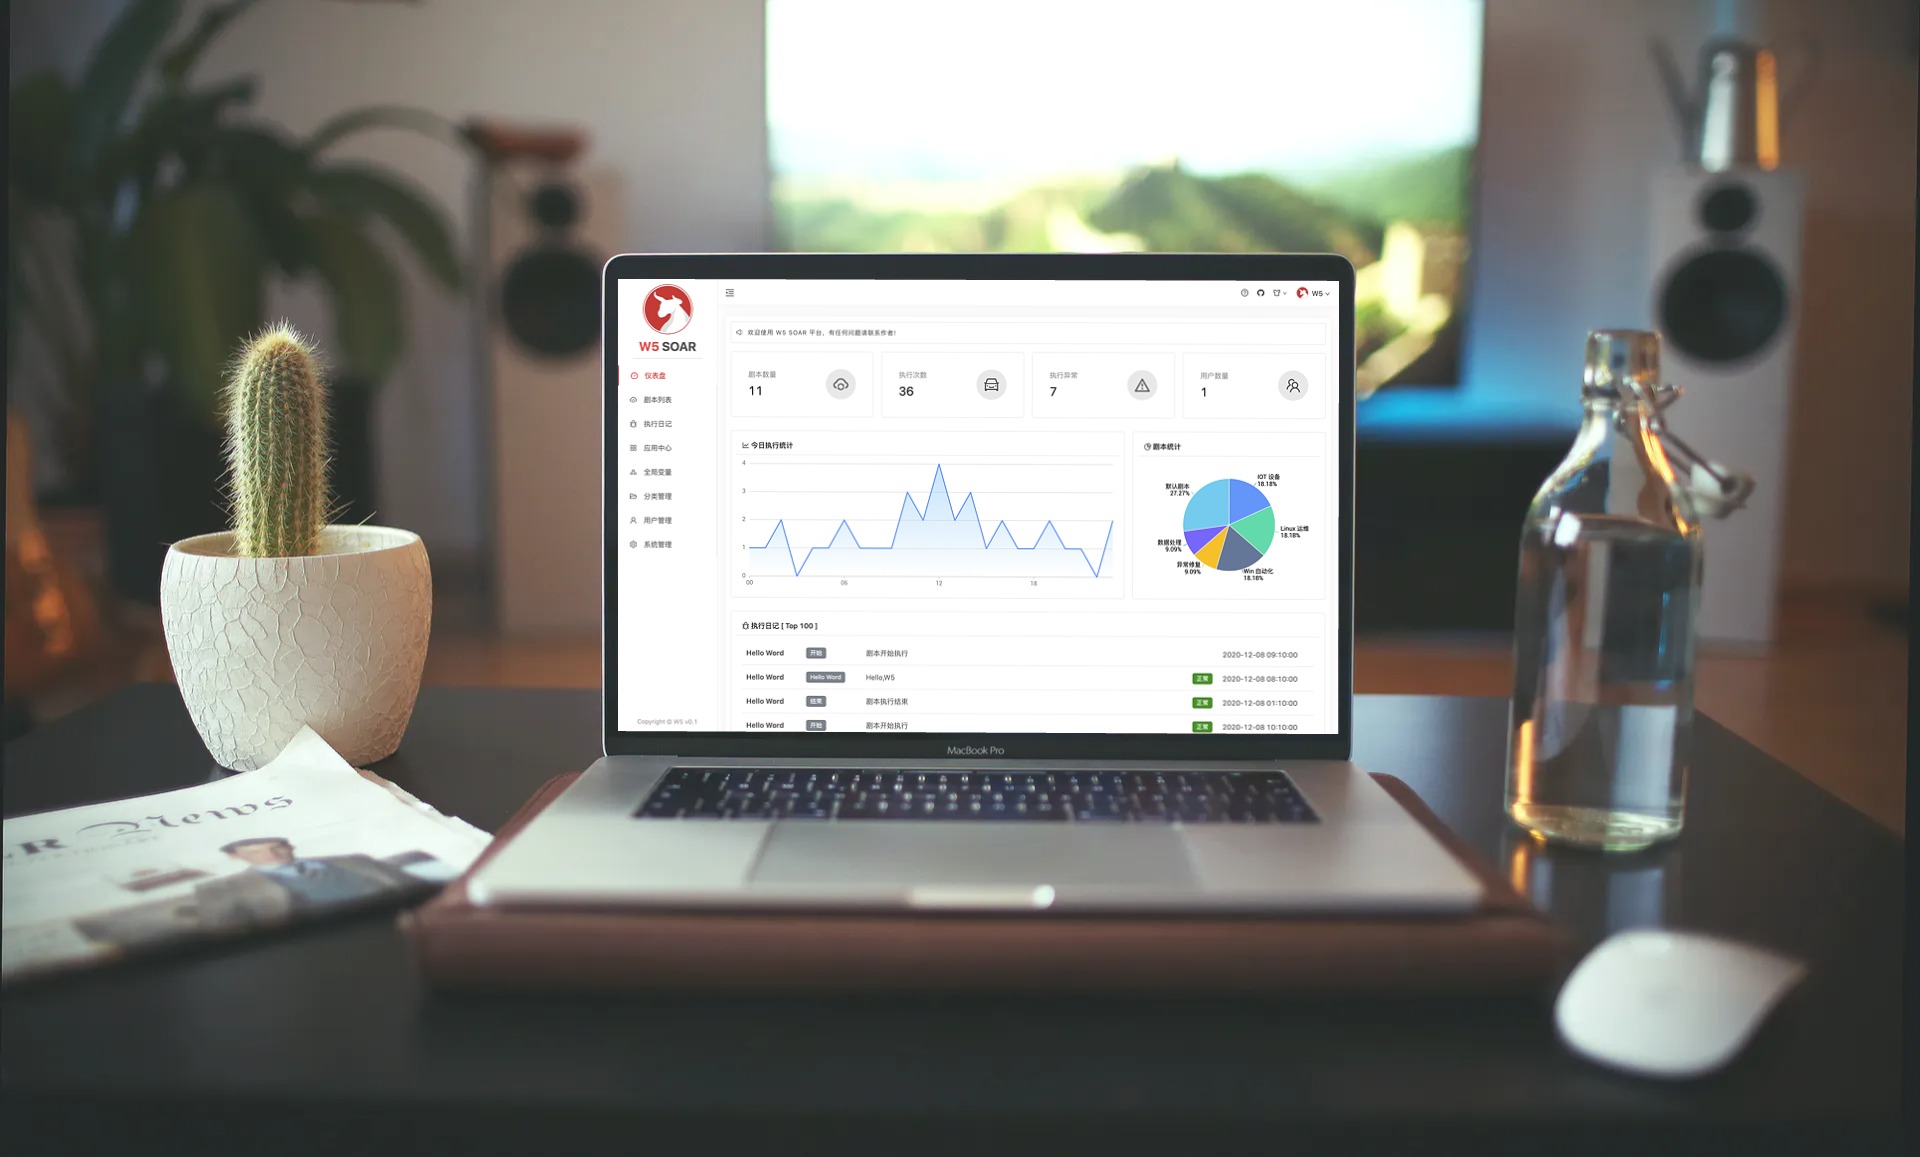 W5 SOAR
仪表盘
剧本列表
执行日记
应用中心
全局变量
分类管理
用户管理
系统管理
Copyright © W5 v0.1
W5
欢迎使用 W5 SOAR 平台，有任何问题请联系作者!
剧本数量
11
执行次数
36
执行异常
7
用户数量
1
今日执行统计
4
3
2
1
0
00
06
12
18
剧本统计
IOT 设备
18.18%
Linux 运维
18.18%
Win 自动化
18.18%
异常修复
9.09%
数据处理
9.09%
默认剧本
27.27%
执行日记 [ Top 100 ]
Hello Word 开始 剧本开始执行 2020-12-08 09:10:00
Hello Word Hello Word Hello,W5 正常 2020-12-08 08:10:00
Hello Word 结束 剧本执行结束 正常 2020-12-08 01:10:00
Hello Word 开始 剧本开始执行 正常 2020-12-08 10:10:00
MacBook Pro
R News